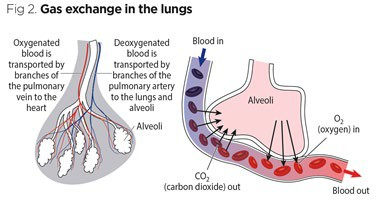 Fig 2. Gas exchange in the lungs
Oxygenated
blood is
transported by
branches of
the pulmonary
vein to the
heart
Deoxygenated
blood is
transported by
branches of the
pulmonary artery
to the lungs and
alveoli
Alveoli
Blood in
Alveoli
O₂
(oxygen) in
CO₂
(carbon dioxide) out
Blood out